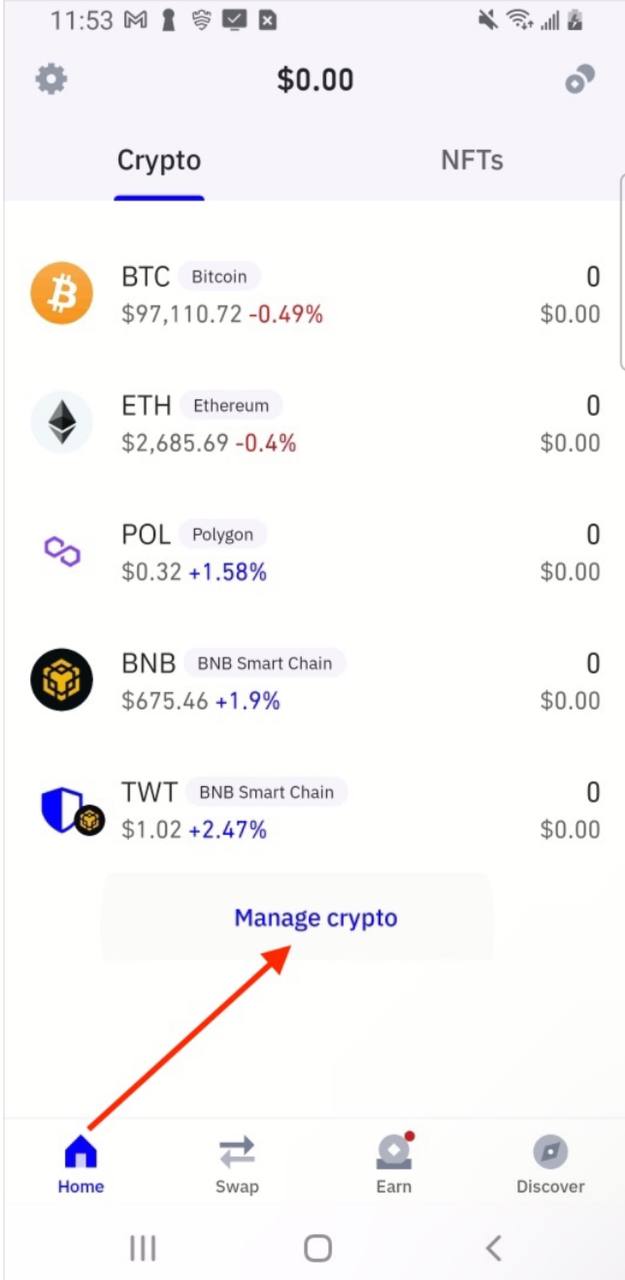 11:53
$0.00
Crypto NFTs
BTC Bitcoin 0
$97,110.72 -0.49% $0.00
ETH Ethereum 0
$2,685.69 -0.4% $0.00
POL Polygon 0
$0.32 +1.58% $0.00
BNB BNB Smart Chain 0
$675.46 +1.9% $0.00
TWT BNB Smart Chain 0
$1.02 +2.47% $0.00
Manage crypto
Home Swap Earn Discover